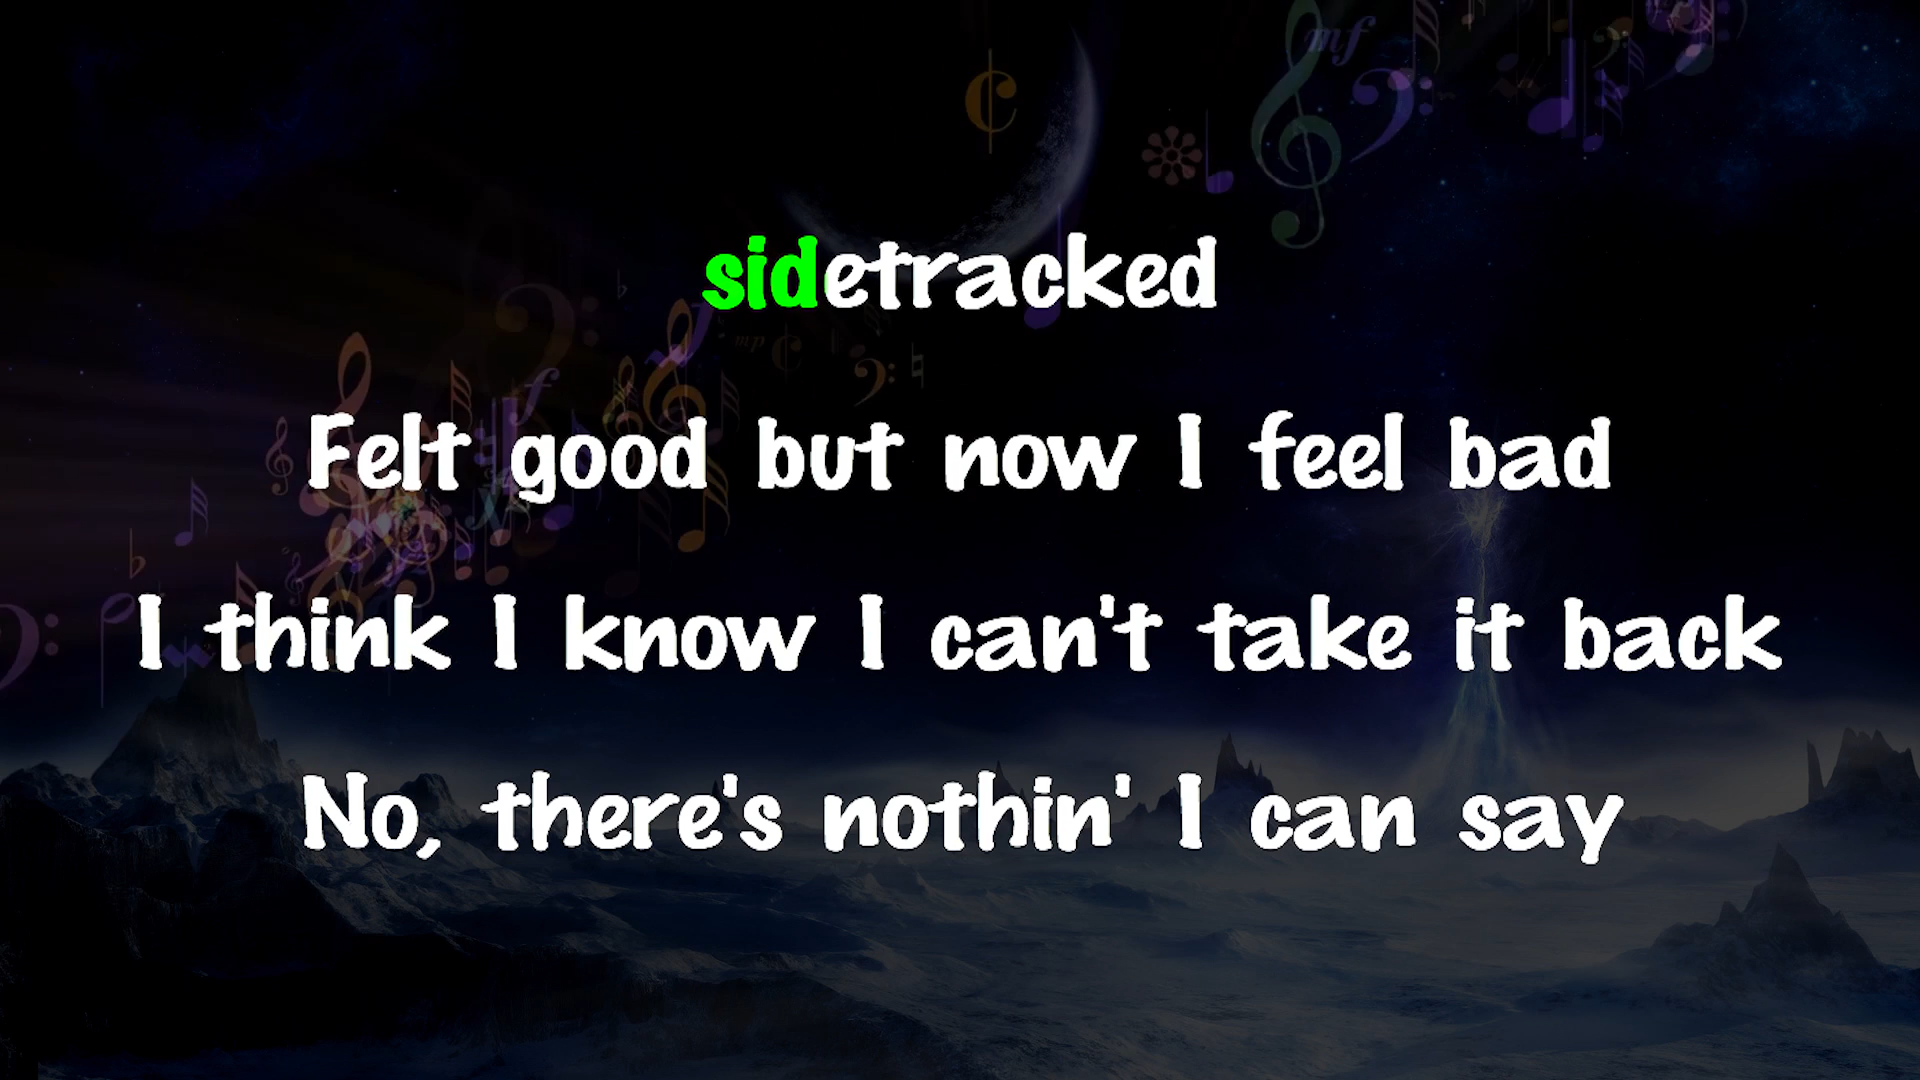 sidetracked
Felt good but now I feel bad
I think I know I can't take it back
No, there's nothin' I can say